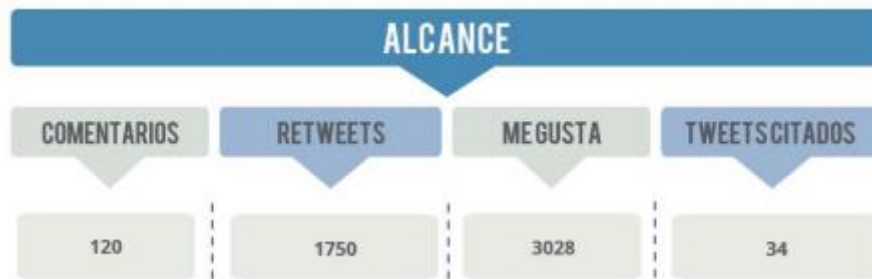 ALCANCE
COMENTARIOS RETWEETS ME GUSTA TWEETS CITADOS
120 1750 3028 34